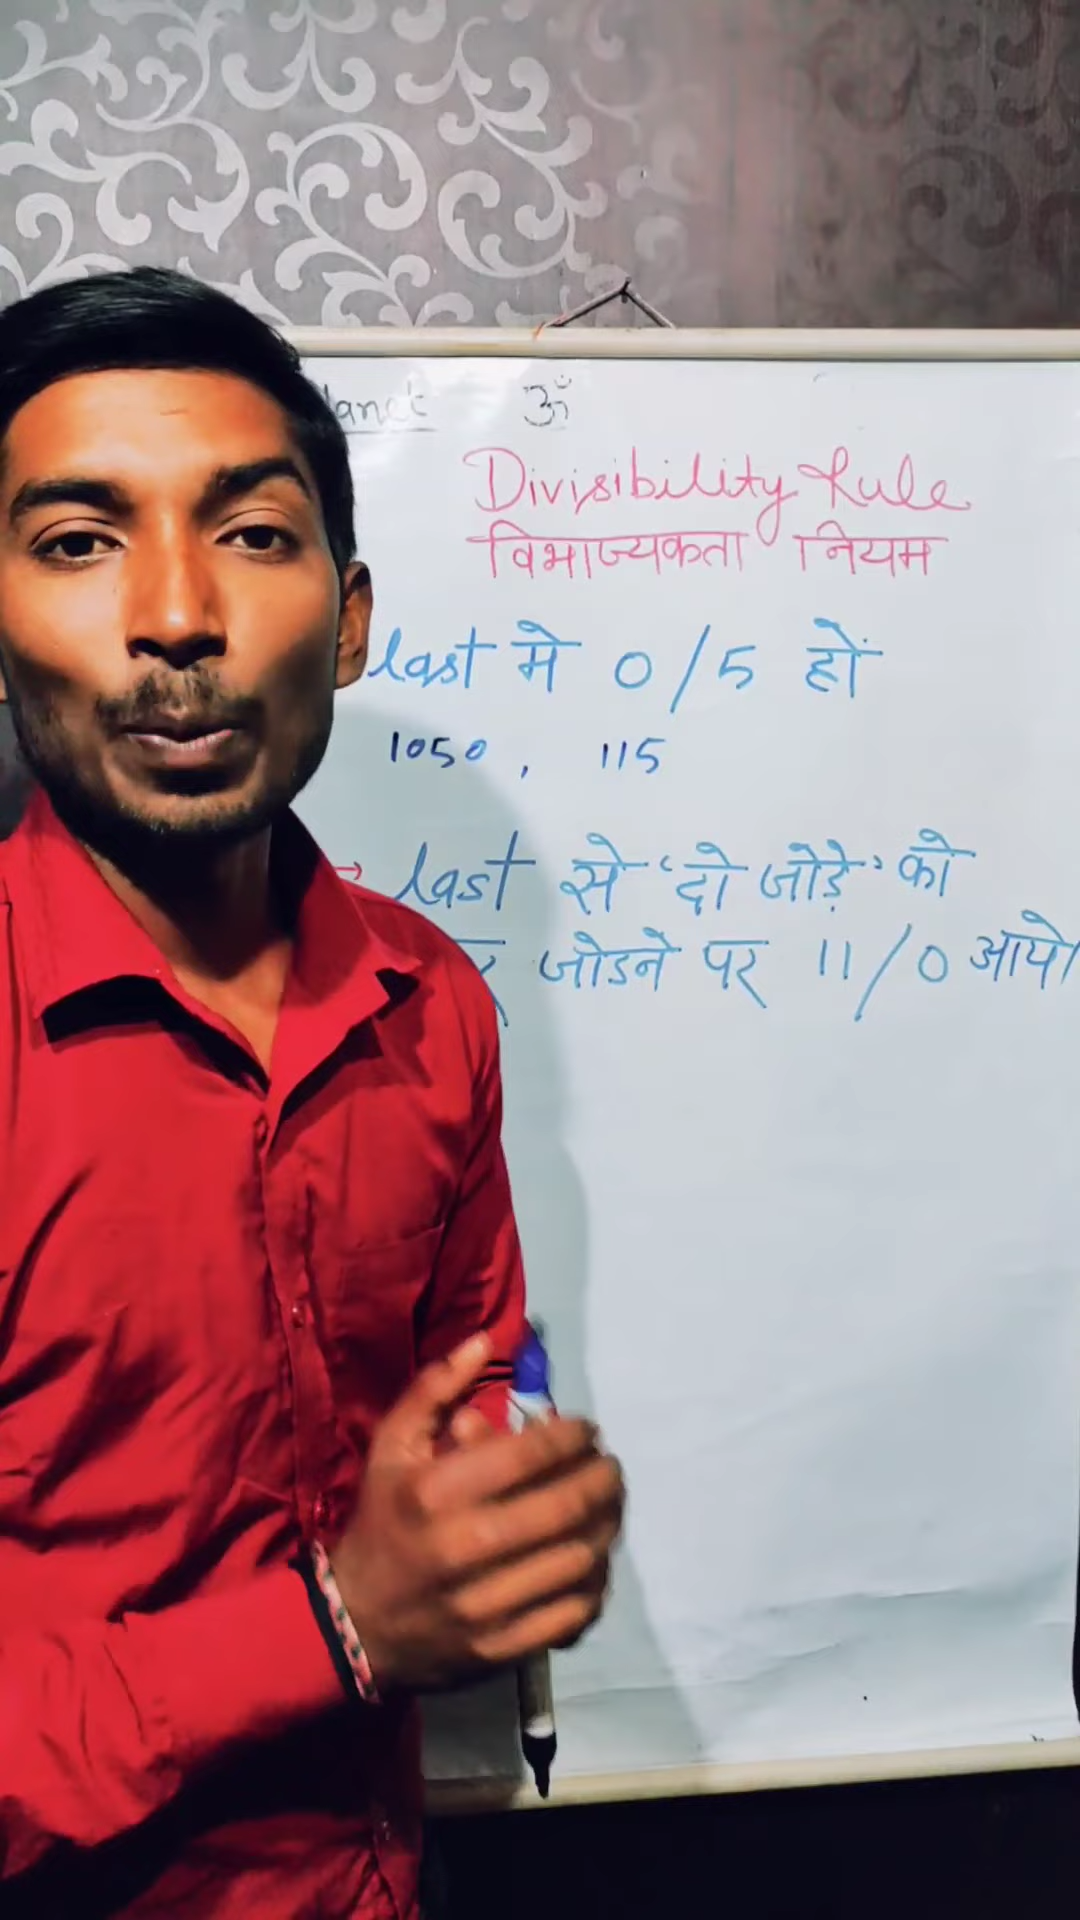 ॐ
Divisibility Rule
विभाज्यकता नियम
last मे 0/5 हों
1050, 115
→ last से 'दो जोड़े' को
जोडने पर 11/0 आये।